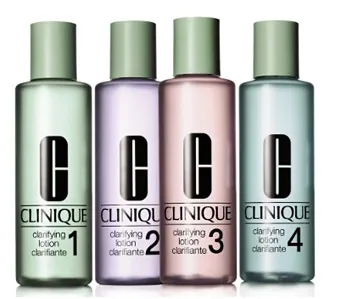 C
CLINIQUE
clarifying
lotion 1
clarifiante
C
CLINIQUE
clarifying
lotion 2
clarifiante
C
CLINIQUE
clarifying
lotion 3
clarifiante
C
CLINIQUE
clarifying
lotion 4
clarifiante